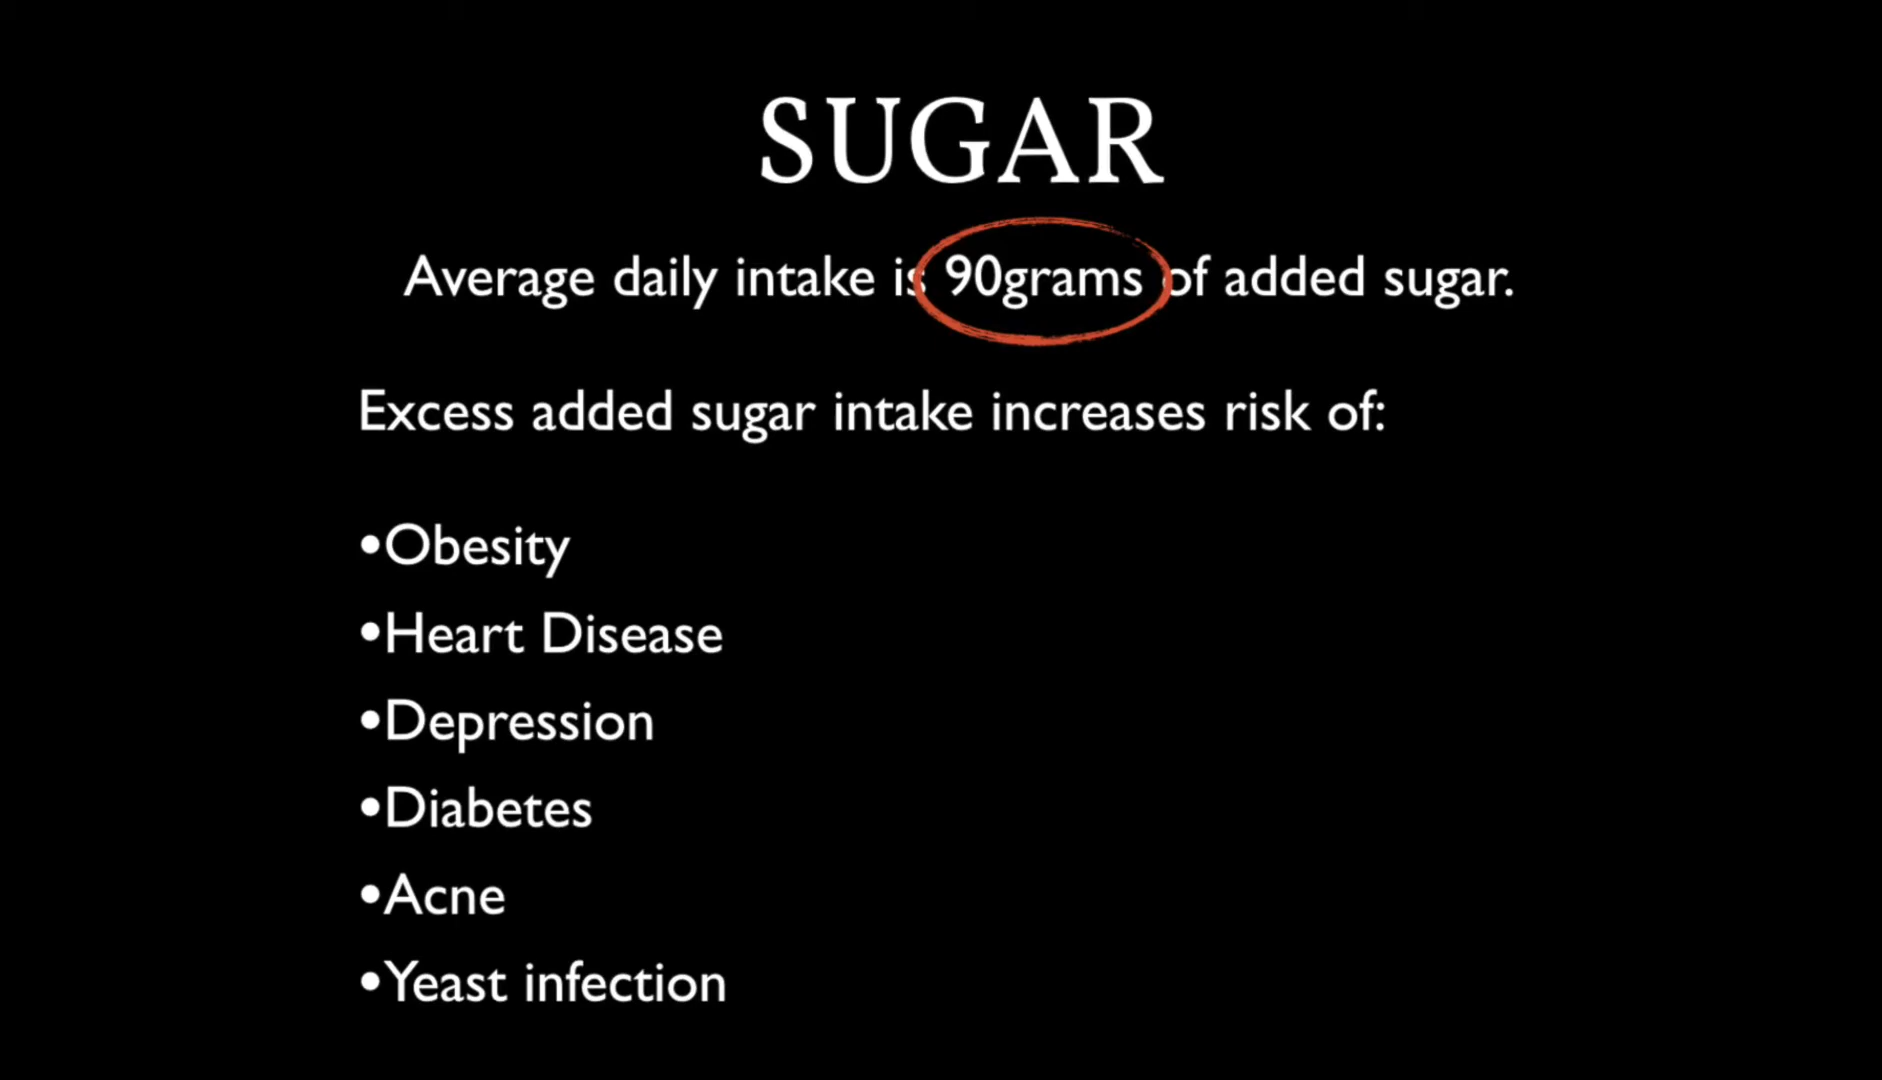 SUGAR
Average daily intake is 90grams of added sugar.
Excess added sugar intake increases risk of:
•Obesity
•Heart Disease
•Depression
•Diabetes
•Acne
•Yeast infection